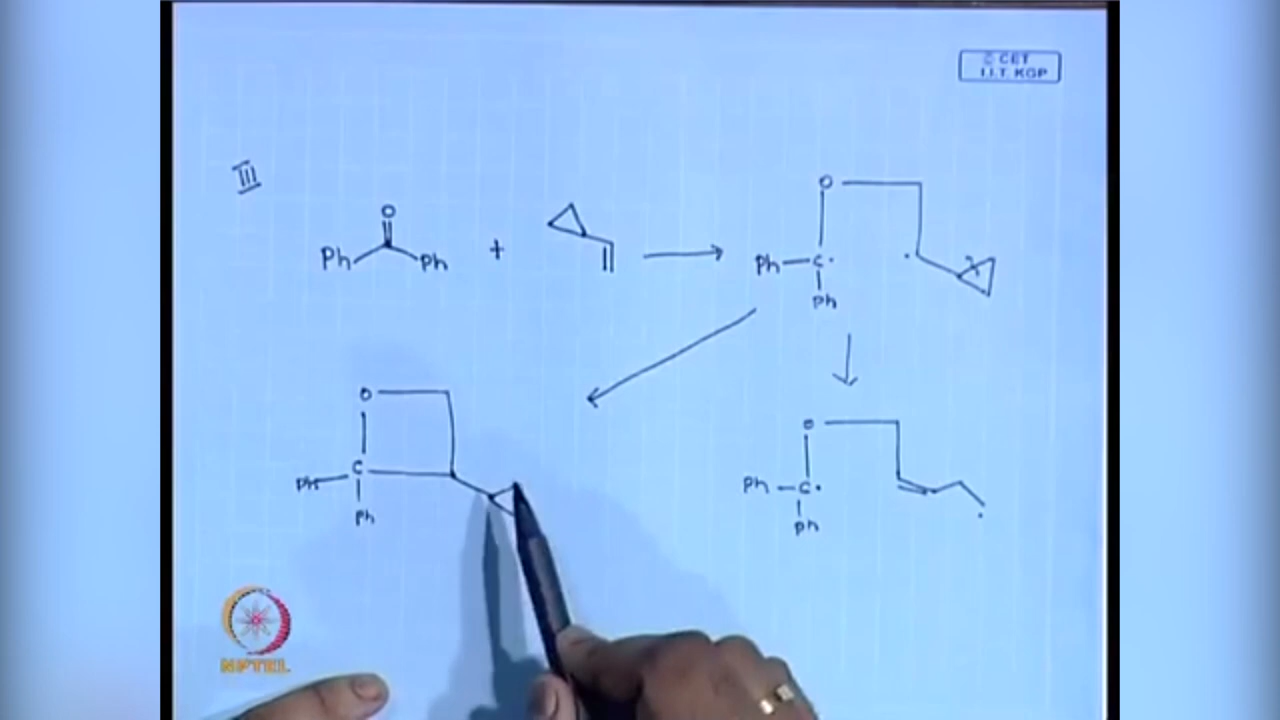 © CET
I.I.T. KGP
III
O
Ph Ph + → O
Ph C .
Ph
O
Ph C
Ph
O
Ph C .
Ph
NPTEL